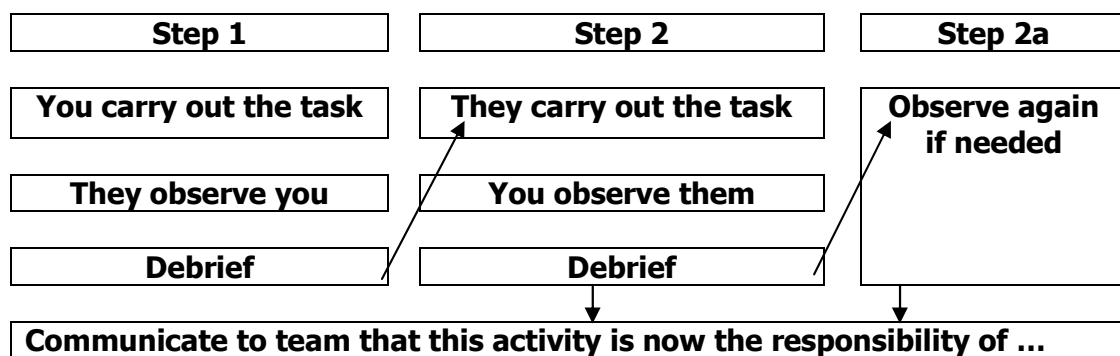 Step 1
You carry out the task
They observe you
Debrief
Step 2
They carry out the task
You observe them
Debrief
Step 2a
Observe again
if needed
Communicate to team that this activity is now the responsibility of ...